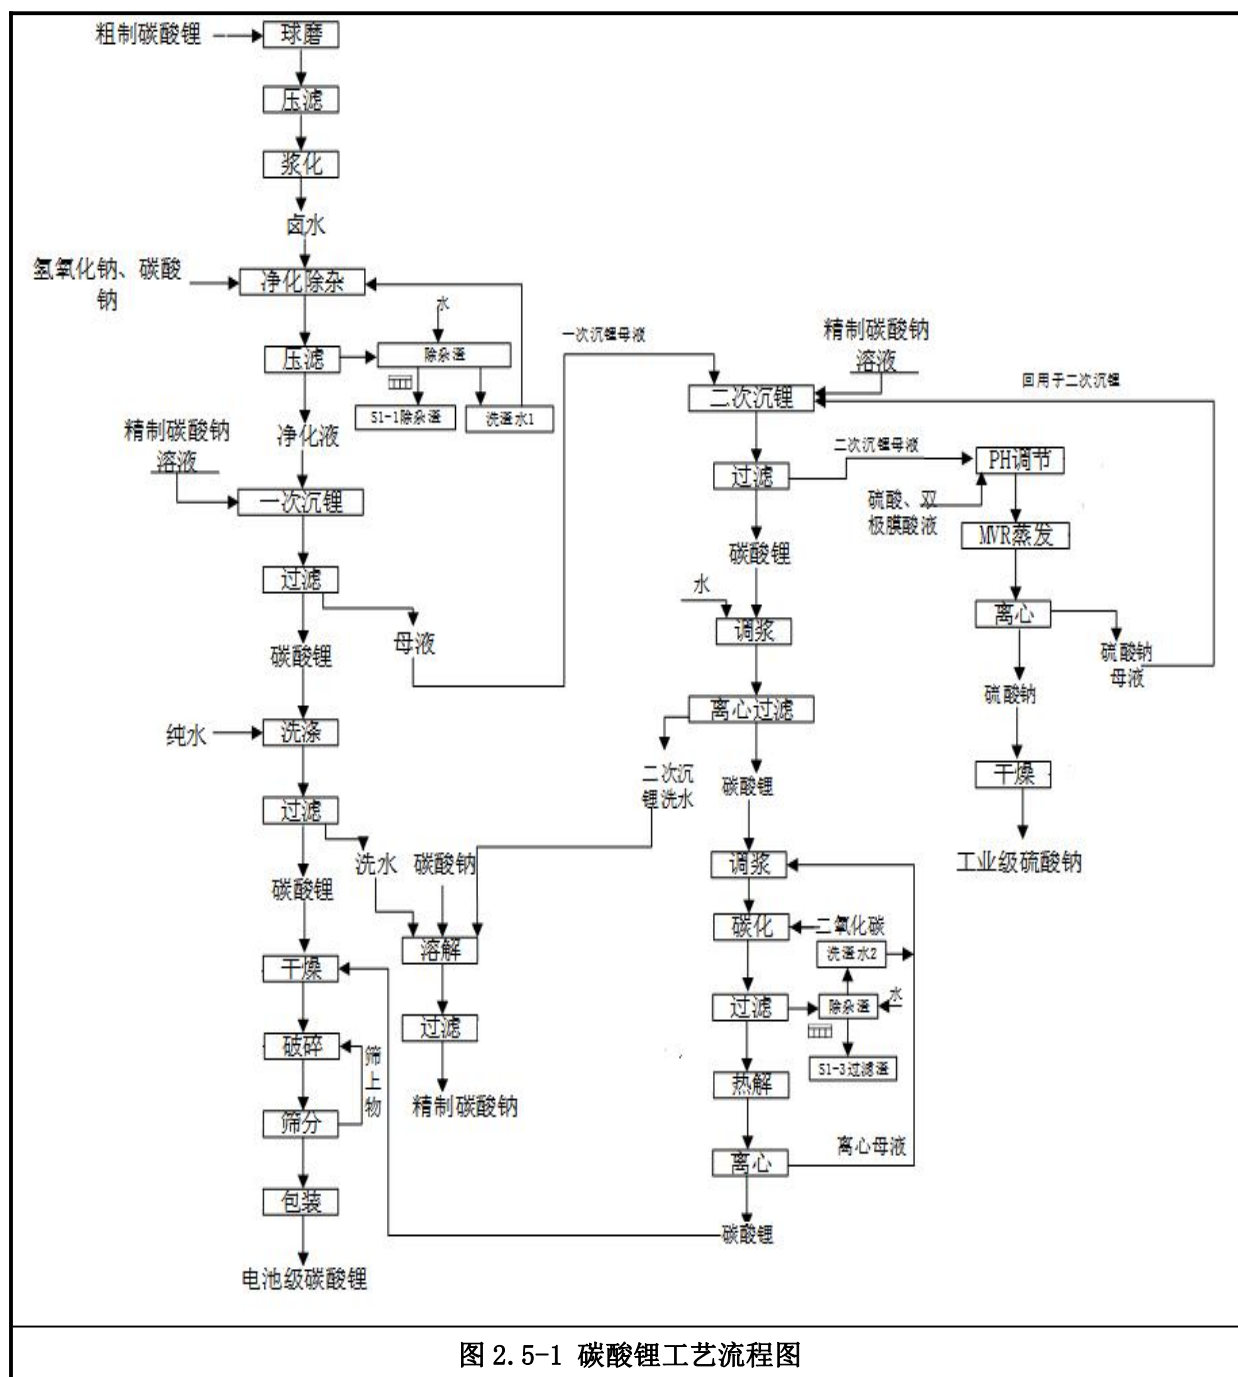 粗制碳酸锂
球磨
压滤
浆化
卤水
氢氧化钠、碳酸
钠
净化除杂
水
压滤
除杂渣
S1-1除杂渣
洗渣水1
净化液
精制碳酸钠
溶液
一次沉锂
过滤
母液
碳酸锂
纯水
洗涤
过滤
洗水
碳酸锂
干燥
破碎
筛上物
筛分
包装
电池级碳酸锂
碳酸钠
溶解
过滤
精制碳酸钠
一次沉锂母液
精制碳酸钠
溶液
回用于二次沉锂
二次沉锂
过滤
二次沉锂母液
碳酸锂
水
调浆
离心过滤
二次沉
锂洗水
碳酸锂
调浆
碳化
二氧化碳
洗渣水2
过滤
除杂渣
水
S1-3过滤渣
热解
离心
离心母液
碳酸锂
PH调节
硫酸、双
极膜酸液
MVR蒸发
离心
硫酸钠
母液
硫酸钠
干燥
工业级硫酸钠
图 2.5-1 碳酸锂工艺流程图